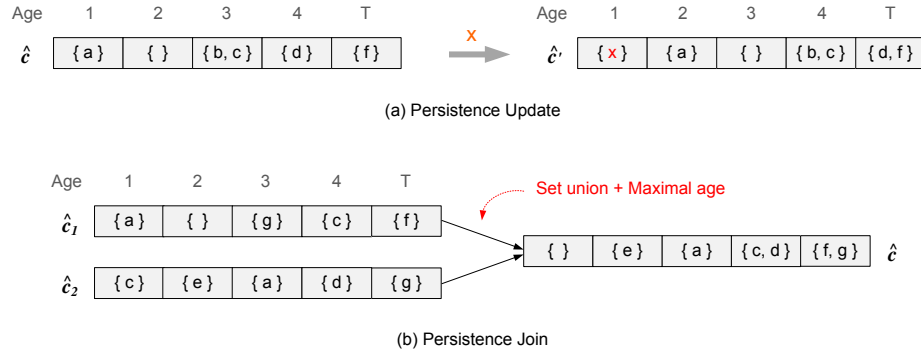 Age 1 2 3 4 T x Age 1 2 3 4 T
ĉ { a } { } { b, c } { d } { f } ĉ' { x } { a } { } { b, c } { d, f }
(a) Persistence Update
Age 1 2 3 4 T Set union + Maximal age
ĉ1 { a } { } { g } { c } { f }
{ } { e } { a } { c, d } { f, g } ĉ
ĉ2 { c } { e } { a } { d } { g }
(b) Persistence Join